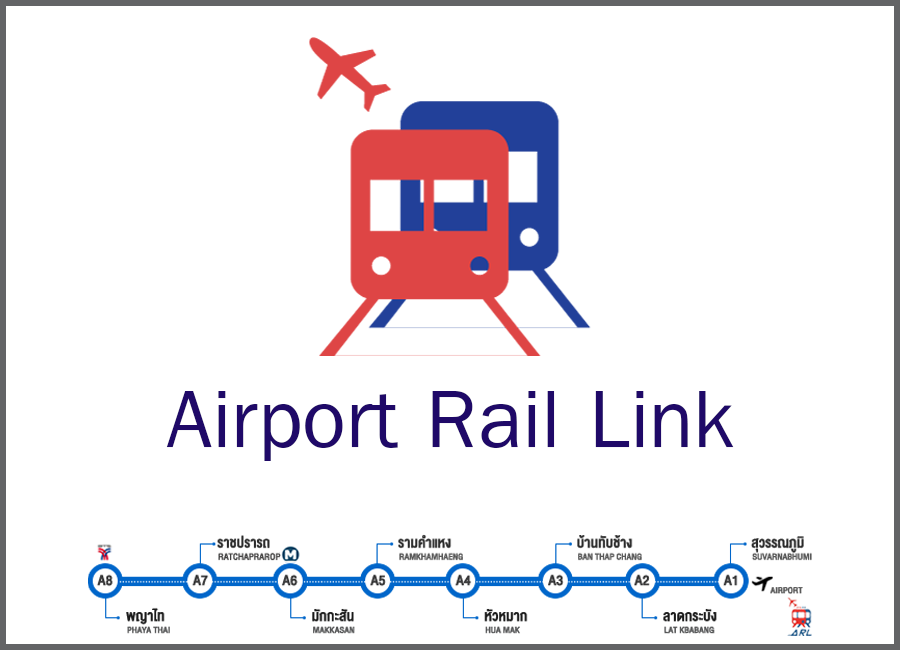 Airport Rail Link
ราชปรารถ
RATCHAPRAROP
M
รามคำแหง
RAMKHAMHAENG
บ้านทับช้าง
BAN THAP CHANG
สุวรรณภูมิ
SUVARNABHUMI
A8 A7 A6 A5 A4 A3 A2 A1
AIRPORT
พญาไท
PHAYA THAI
มักกะสัน
MAKKASAN
หัวหมาก
HUA MAK
ลาดกระบัง
LAT KBABANG
ARL